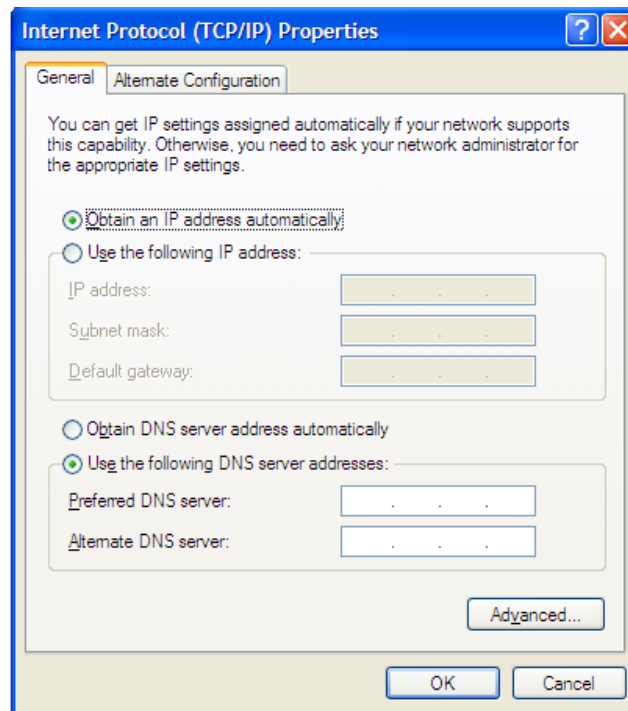 Internet Protocol (TCP/IP) Properties
General Alternate Configuration
You can get IP settings assigned automatically if your network supports
this capability. Otherwise, you need to ask your network administrator for
the appropriate IP settings.
Obtain an IP address automatically
Use the following IP address:
IP address:
Subnet mask:
Default gateway:
Obtain DNS server address automatically
Use the following DNS server addresses:
Preferred DNS server:
Alternate DNS server:
Advanced...
OK Cancel